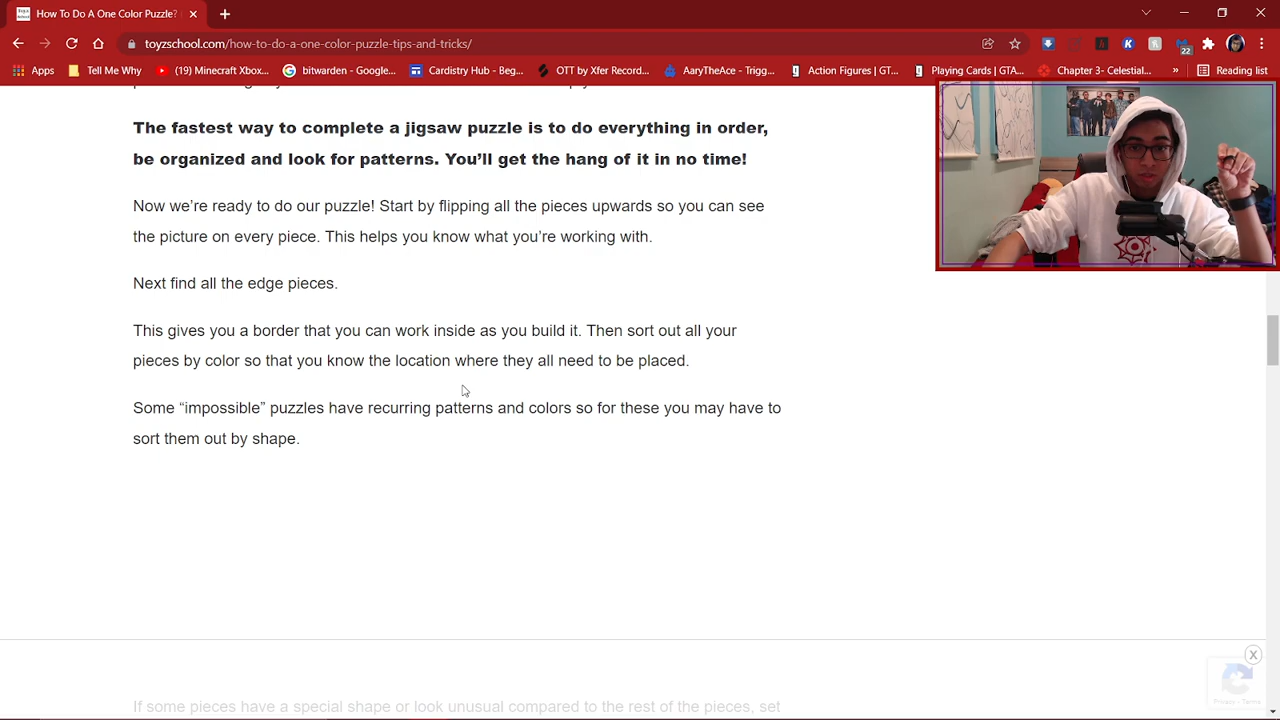 How To Do A One Color Puzzle?
toyzschool.com/how-to-do-a-one-color-puzzle-tips-and-tricks/
22
Apps Tell Me Why (19) Minecraft Xbox... bitwarden - Google... Cardistry Hub - Beg... OTT by Xfer Record... AaryTheAce - Trigg... Action Figures | GT... Playing Cards | GTA... Chapter 3- Celestial... » Reading list
The fastest way to complete a jigsaw puzzle is to do everything in order,
be organized and look for patterns. You’ll get the hang of it in no time!
Now we’re ready to do our puzzle! Start by flipping all the pieces upwards so you can see
the picture on every piece. This helps you know what you’re working with.
Next find all the edge pieces.
This gives you a border that you can work inside as you build it. Then sort out all your
pieces by color so that you know the location where they all need to be placed.
Some “impossible” puzzles have recurring patterns and colors so for these you may have to
sort them out by shape.
If some pieces have a special shape or look unusual compared to the rest of the pieces, set
Privacy - Terms